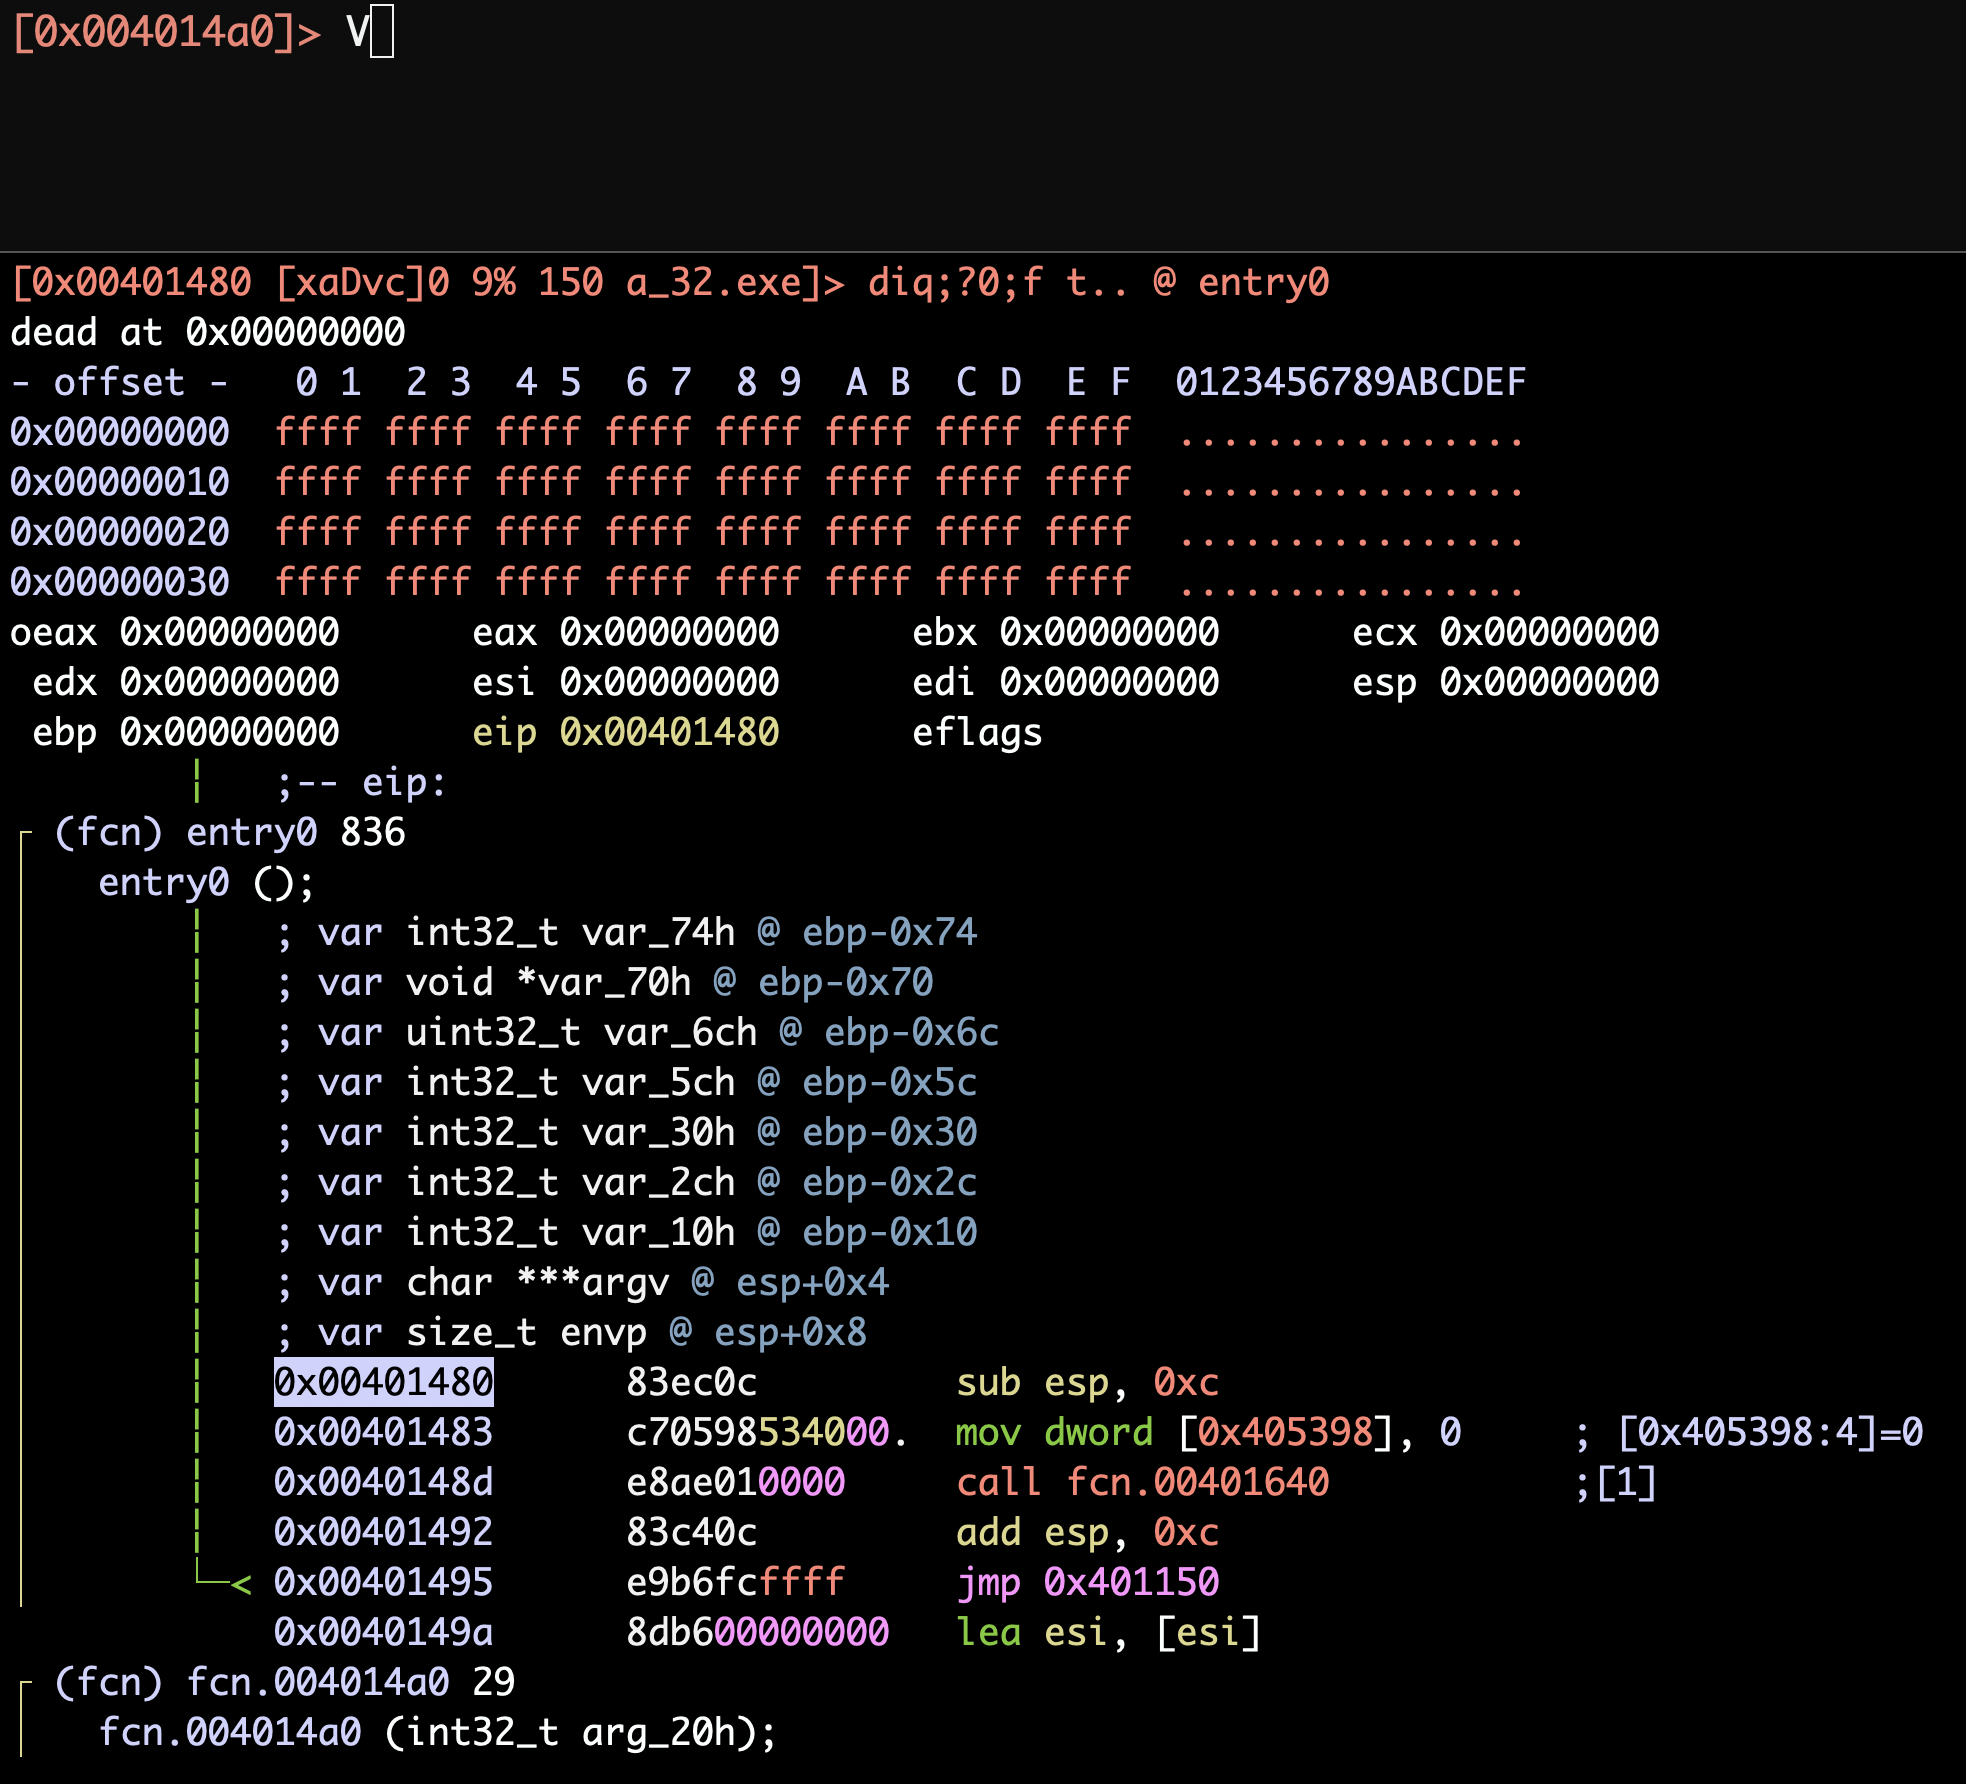 [0x004014a0]> V
[0x00401480 [xaDvc]0 9% 150 a_32.exe]> diq;?0;f t.. @ entry0
dead at 0x00000000
- offset -   0 1  2 3  4 5  6 7  8 9  A B  C D  E F  0123456789ABCDEF
0x00000000  ffff ffff ffff ffff ffff ffff ffff ffff  ................
0x00000010  ffff ffff ffff ffff ffff ffff ffff ffff  ................
0x00000020  ffff ffff ffff ffff ffff ffff ffff ffff  ................
0x00000030  ffff ffff ffff ffff ffff ffff ffff ffff  ................
oeax 0x00000000      eax 0x00000000      ebx 0x00000000      ecx 0x00000000
 edx 0x00000000      esi 0x00000000      edi 0x00000000      esp 0x00000000
 ebp 0x00000000      eip 0x00401480      eflags
;-- eip:
(fcn) entry0 836
entry0 ();
; var int32_t var_74h @ ebp-0x74
; var void *var_70h @ ebp-0x70
; var uint32_t var_6ch @ ebp-0x6c
; var int32_t var_5ch @ ebp-0x5c
; var int32_t var_30h @ ebp-0x30
; var int32_t var_2ch @ ebp-0x2c
; var int32_t var_10h @ ebp-0x10
; var char ***argv @ esp+0x4
; var size_t envp @ esp+0x8
0x00401480      83ec0c         sub esp, 0xc
0x00401483      c70598534000.  mov dword [0x405398], 0     ; [0x405398:4]=0
0x0040148d      e8ae010000     call fcn.00401640           ;[1]
0x00401492      83c40c         add esp, 0xc
< 0x00401495      e9b6fcffff     jmp 0x401150
0x0040149a      8db600000000   lea esi, [esi]
(fcn) fcn.004014a0 29
fcn.004014a0 (int32_t arg_20h);